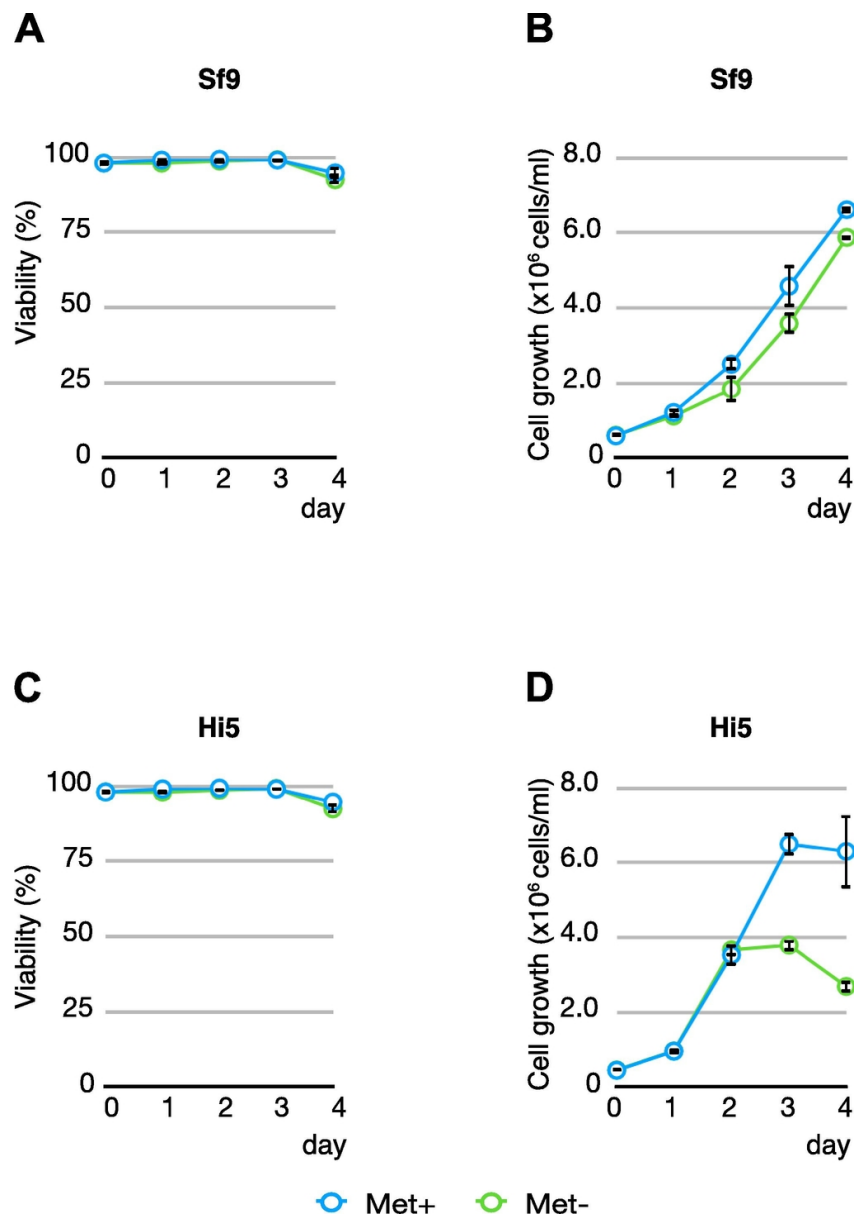 A
Sf9
Viability (%)
100
75
50
25
0
0 1 2 3 4
day
B
Sf9
Cell growth (x10⁶ cells/ml)
8.0
6.0
4.0
2.0
0
0 1 2 3 4
day
C
Hi5
Viability (%)
100
75
50
25
0
0 1 2 3 4
day
D
Hi5
Cell growth (x10⁶ cells/ml)
8.0
6.0
4.0
2.0
0
0 1 2 3 4
day
Met+ Met-